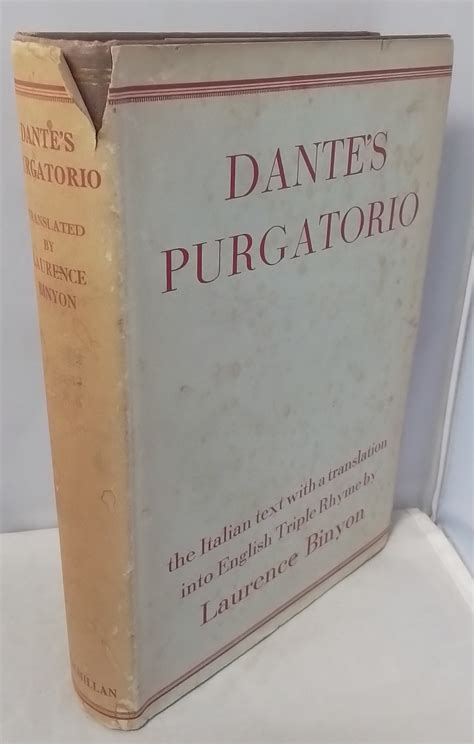 DANTE'S
PURGATORIO
TRANSLATED
BY
LAURENCE
BINYON
MACMILLAN
DANTE'S
PURGATORIO
the Italian text with a translation
into English Triple Rhyme by
Laurence Binyon